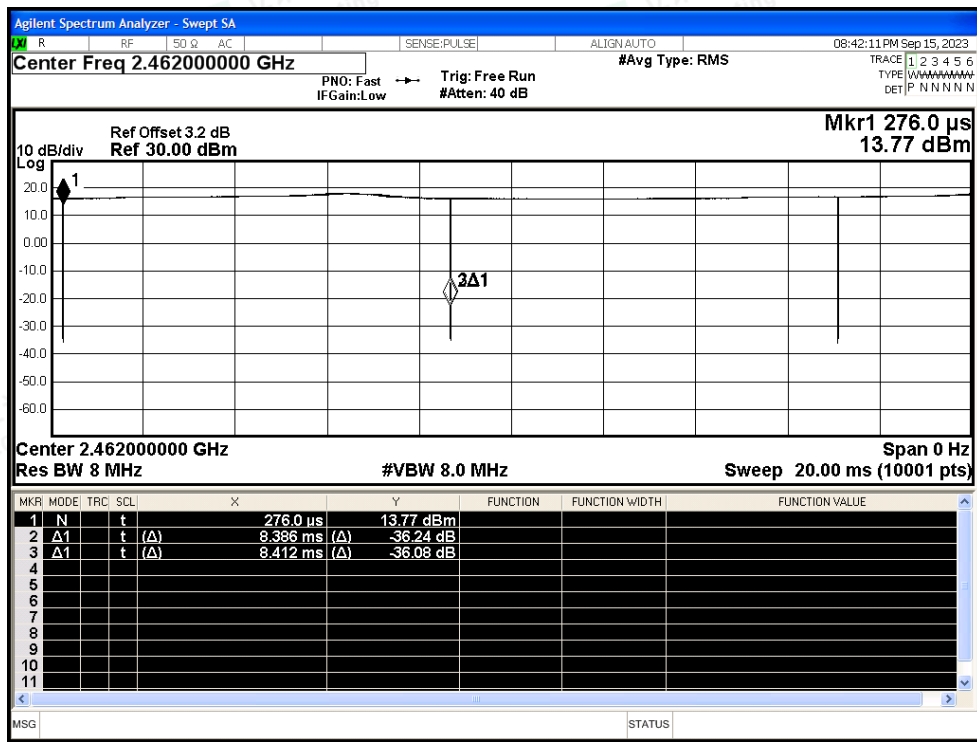 Agilent Spectrum Analyzer - Swept SA
LXI R RF 50 Ω AC SENSE:PULSE ALIGN AUTO 08:42:11 PM Sep 15, 2023
Center Freq 2.462000000 GHz #Avg Type: RMS TRACE 1 2 3 4 5 6
PNO: Fast Trig: Free Run TYPE
IFGain:Low #Atten: 40 dB DET P N N N N N
Mkr1 276.0 µs
Ref Offset 3.2 dB
10 dB/div Ref 30.00 dBm 13.77 dBm
Log
20.0
1
10.0
0.00
-10.0
3Δ1
-20.0
-30.0
-40.0
-50.0
-60.0
Center 2.462000000 GHz Span 0 Hz
Res BW 8 MHz #VBW 8.0 MHz Sweep 20.00 ms (10001 pts)
MKR MODE TRC SCL X Y FUNCTION FUNCTION WIDTH FUNCTION VALUE
1 N t 276.0 µs 13.77 dBm
2 Δ1 t (Δ) 8.386 ms (Δ) -36.24 dB
3 Δ1 t (Δ) 8.412 ms (Δ) -36.08 dB
4
5
6
7
8
9
10
11
MSG STATUS